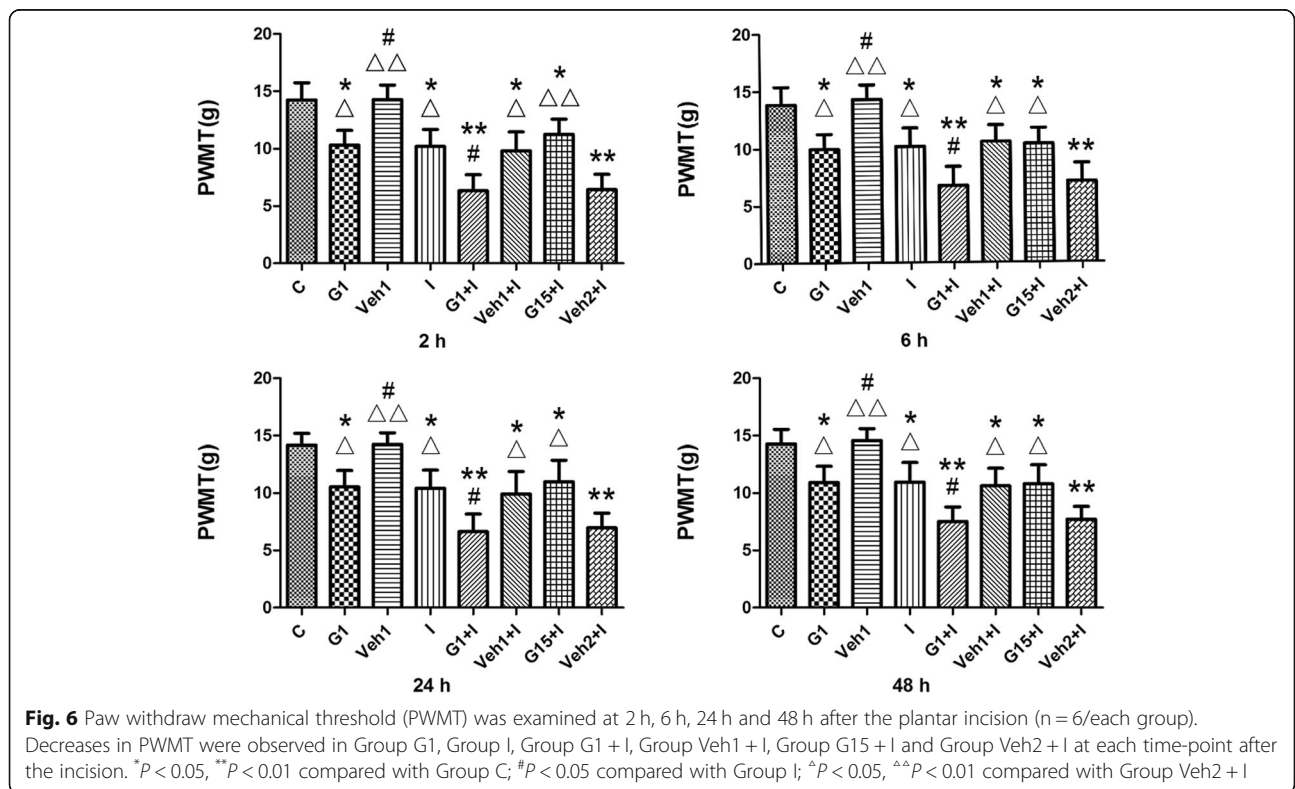 20
15
10
5
0
PWMT(g)
# △△ * △ * △ ** # * △ * △△ **
C G1 Veh1 I G1+I Veh1+I G15+I Veh2+I
2 h
20
15
10
5
0
PWMT(g)
# △△ * △ * △ ** # * △ * △ **
C G1 Veh1 I G1+I Veh1+I G15+I Veh2+I
6 h
20
15
10
5
0
PWMT(g)
# △△ * △ * △ ** # * △ * △ **
C G1 Veh1 I G1+I Veh1+I G15+I Veh2+I
24 h
20
15
10
5
0
PWMT(g)
# △△ * △ * △ ** # * △ * △ **
C G1 Veh1 I G1+I Veh1+I G15+I Veh2+I
48 h
Fig. 6 Paw withdraw mechanical threshold (PWMT) was examined at 2 h, 6 h, 24 h and 48 h after the plantar incision (n = 6/each group).
Decreases in PWMT were observed in Group G1, Group I, Group G1 + I, Group Veh1 + I, Group G15 + I and Group Veh2 + I at each time-point after
the incision. *P < 0.05, **P < 0.01 compared with Group C; #P < 0.05 compared with Group I; △P < 0.05, △△P < 0.01 compared with Group Veh2 + I